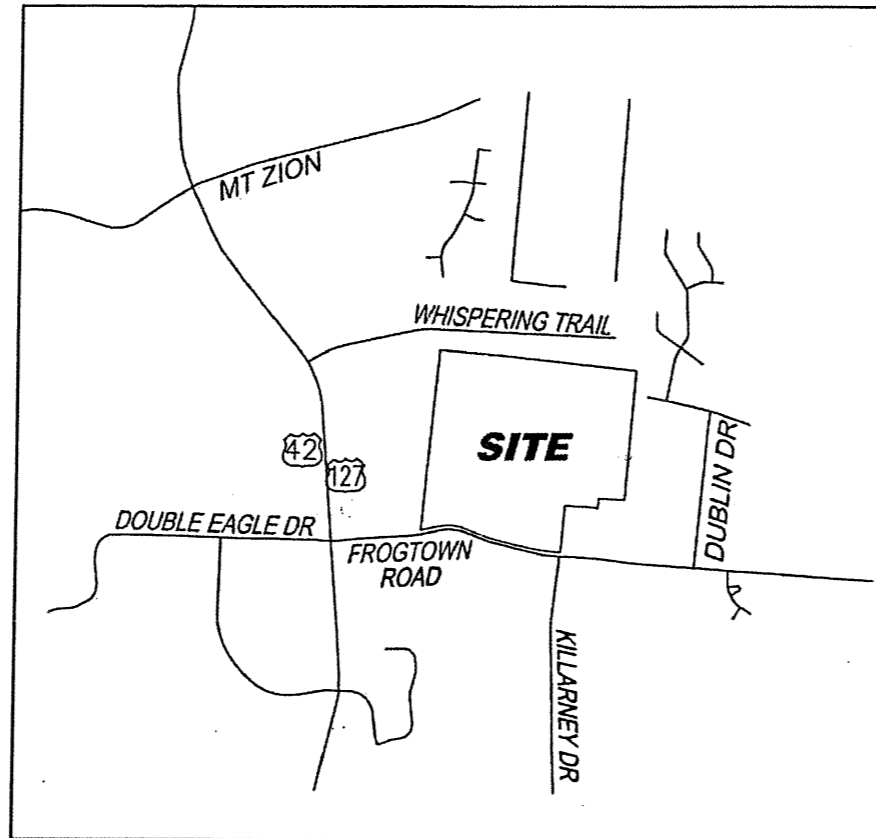 MT ZION
WHISPERING TRAIL
SITE
42
127
DOUBLE EAGLE DR
FROGTOWN
ROAD
DUBLIN DR
KILLARNEY DR